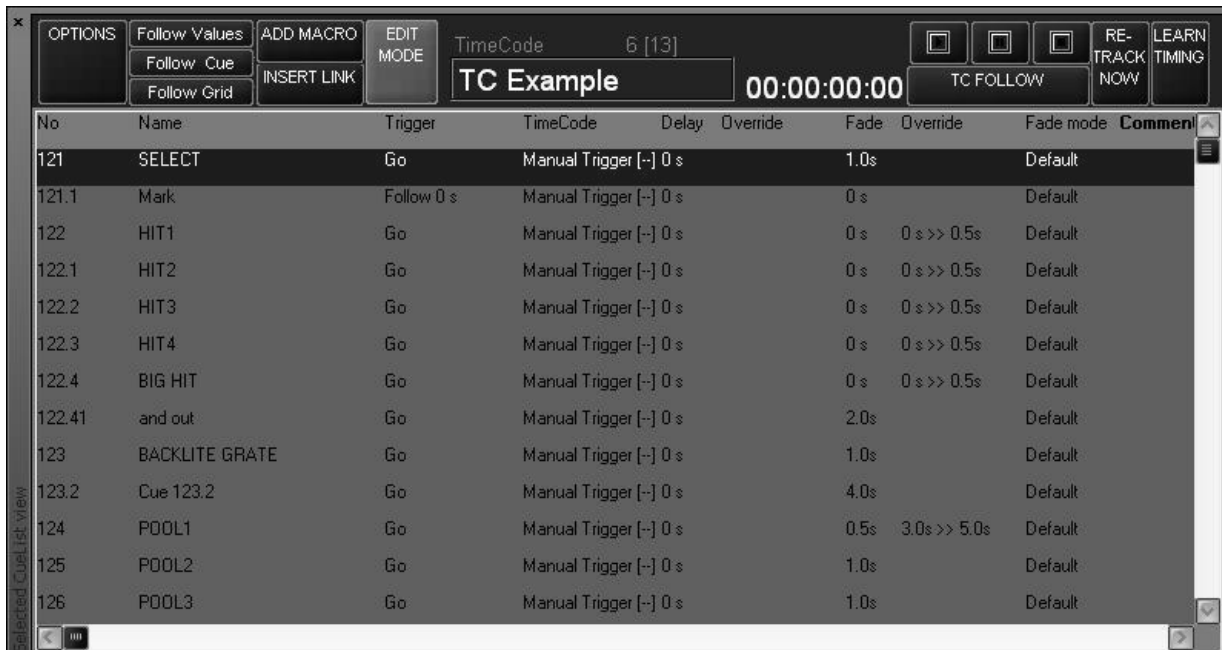 ×
OPTIONS
Follow Values
Follow Cue
Follow Grid
ADD MACRO
INSERT LINK
EDIT MODE
TimeCode 6 [13]
TC Example
00:00:00:00
TC FOLLOW
RE-TRACK NOW
LEARN TIMING
No Name Trigger TimeCode Delay Override Fade Override Fade mode Comment
121 SELECT Go Manual Trigger [--] 0 s 1.0s Default
121.1 Mark Follow 0 s Manual Trigger [--] 0 s 0 s Default
122 HIT1 Go Manual Trigger [--] 0 s 0 s 0 s >> 0.5s Default
122.1 HIT2 Go Manual Trigger [--] 0 s 0 s 0 s >> 0.5s Default
122.2 HIT3 Go Manual Trigger [--] 0 s 0 s 0 s >> 0.5s Default
122.3 HIT4 Go Manual Trigger [--] 0 s 0 s 0 s >> 0.5s Default
122.4 BIG HIT Go Manual Trigger [--] 0 s 0 s 0 s >> 0.5s Default
122.41 and out Go Manual Trigger [--] 0 s 2.0s Default
123 BACKLITE GRATE Go Manual Trigger [--] 0 s 1.0s Default
123.2 Cue 123.2 Go Manual Trigger [--] 0 s 4.0s Default
124 POOL1 Go Manual Trigger [--] 0 s 0.5s 3.0s >> 5.0s Default
125 POOL2 Go Manual Trigger [--] 0 s 1.0s Default
126 POOL3 Go Manual Trigger [--] 0 s 1.0s Default
Selected CueList view